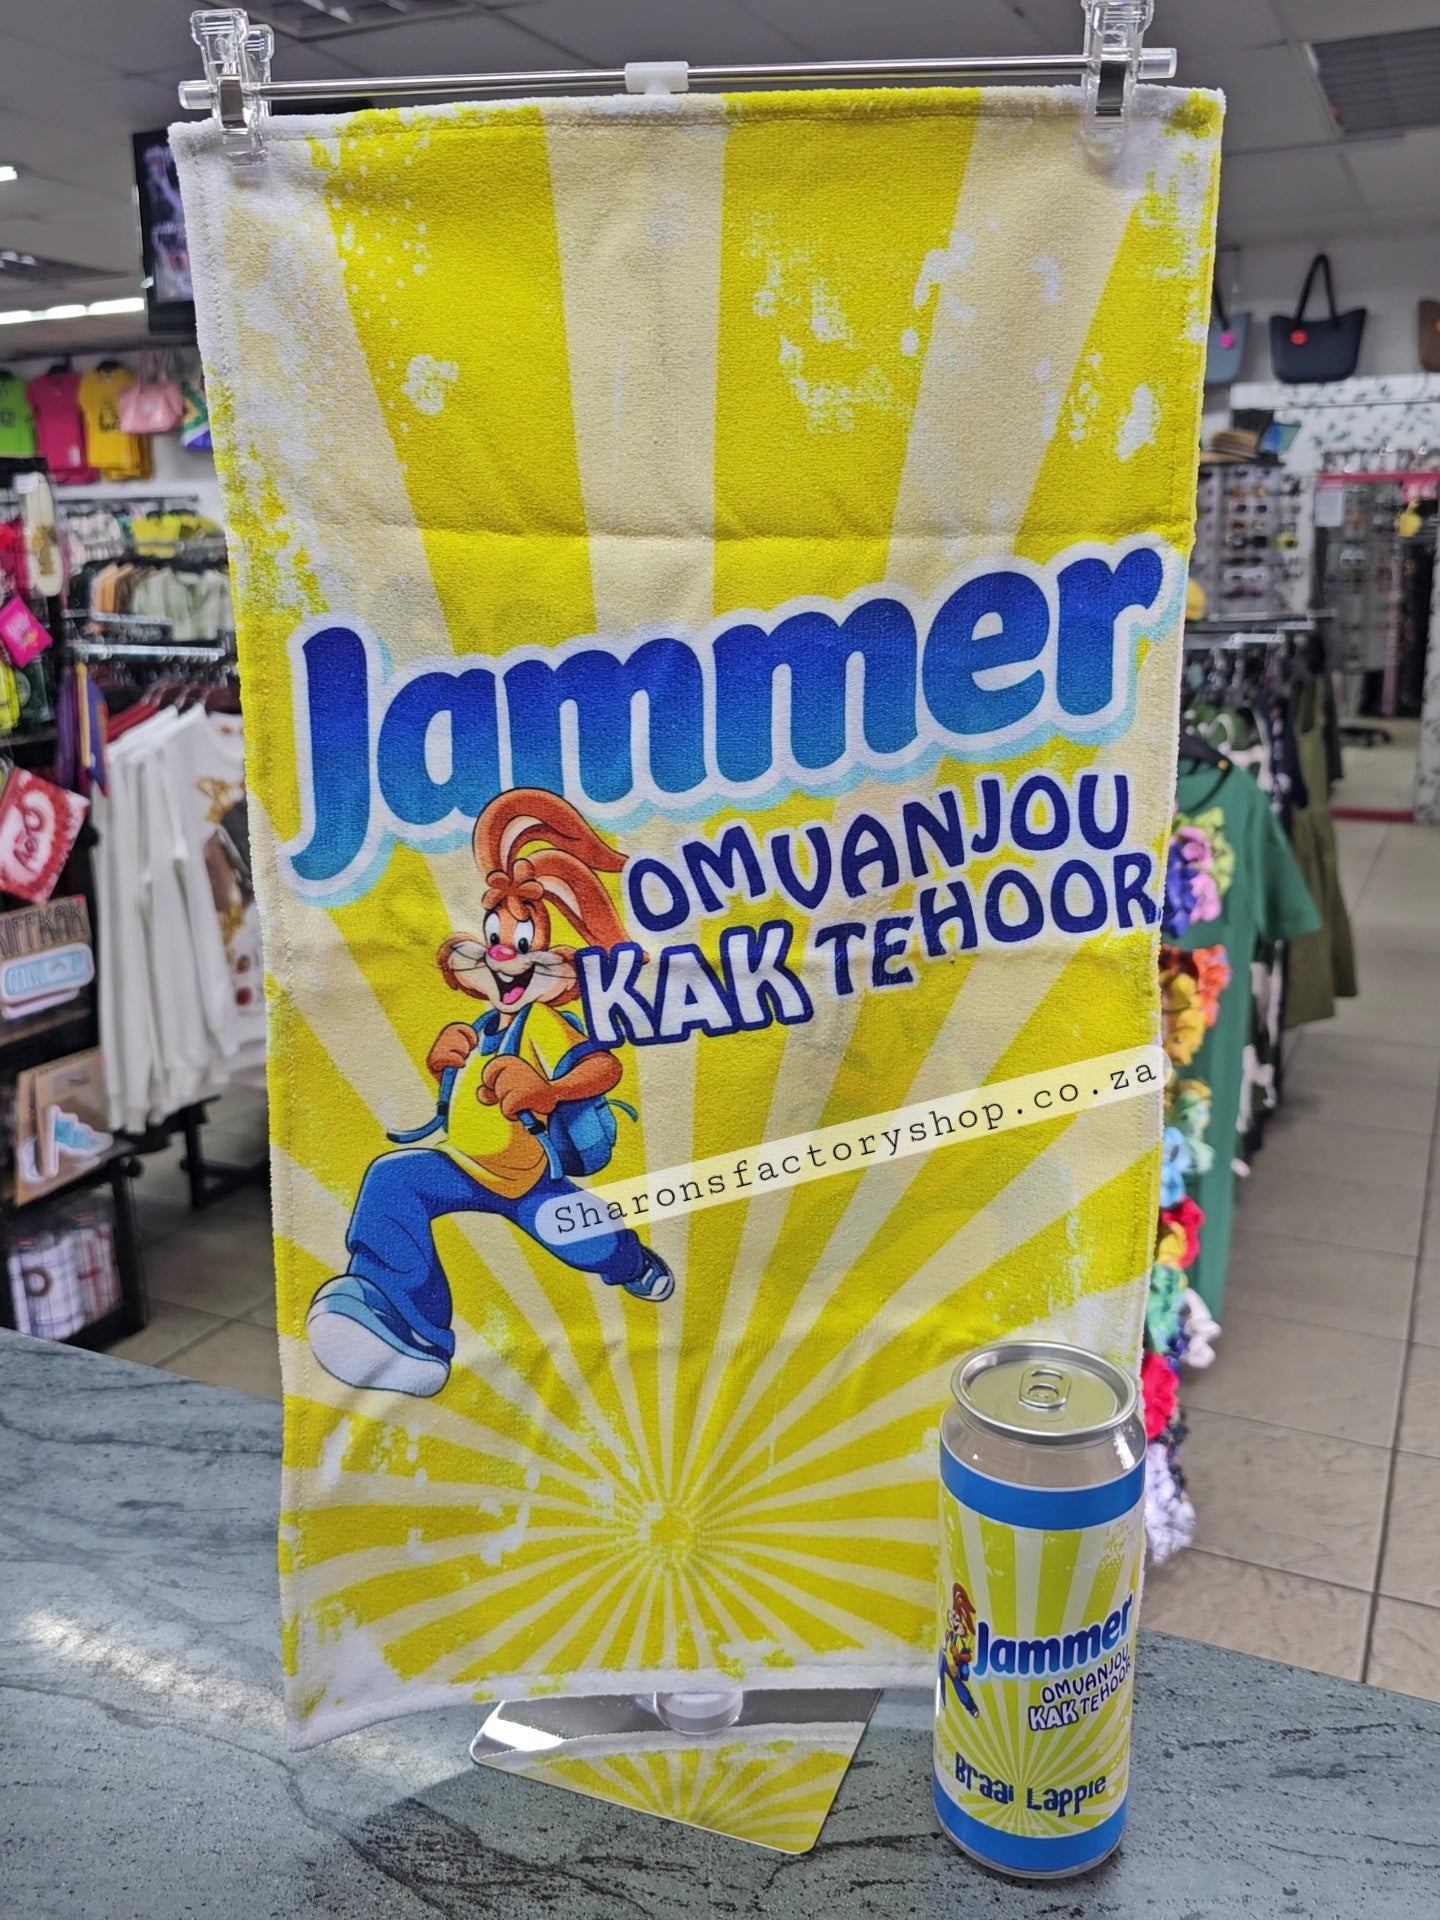 Jammer
OMVANJOU
KAK TEHOOR
Sharonsfactoryshop.co.za
Jammer
OMVANJOU
KAK TEHOOR
Braai Lappie